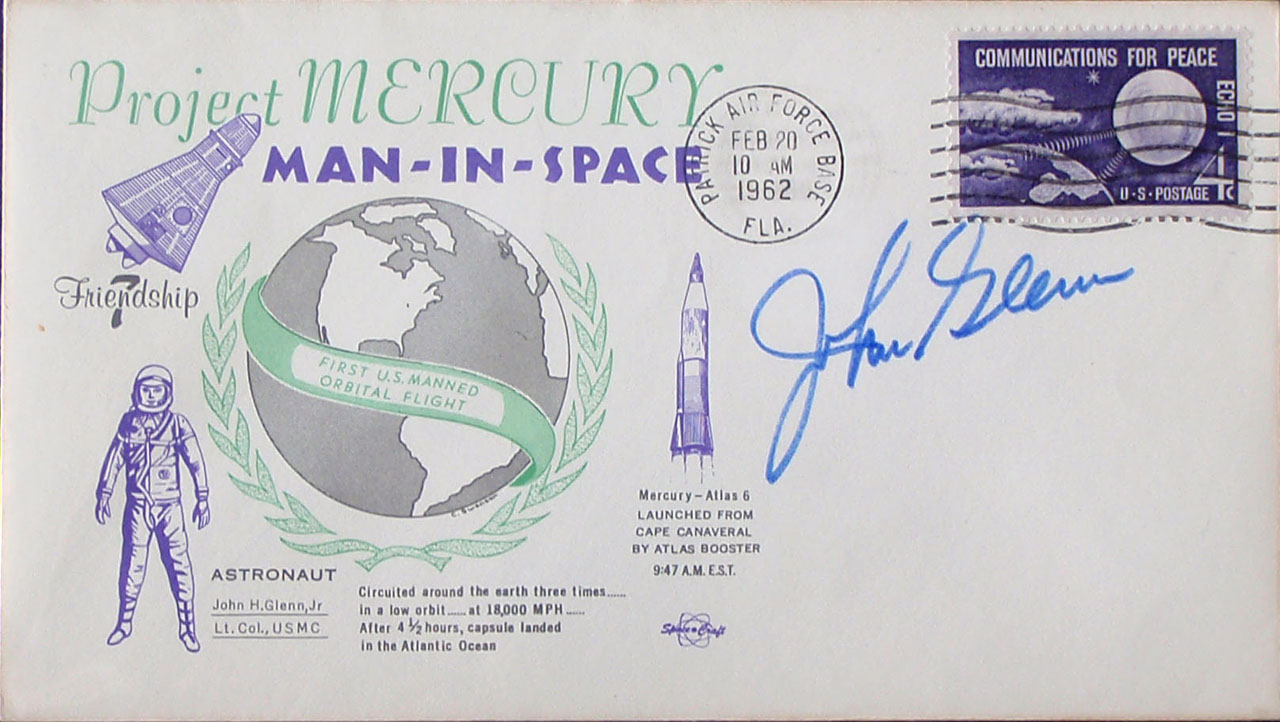 Project MERCURY
MAN-IN-SPACE
Friendship
7
FIRST U.S. MANNED
ORBITAL FLIGHT
C. Swanson
ASTRONAUT
John H. Glenn, Jr
Lt. Col., USMC
Circuited around the earth three times......
in a low orbit...... at 18,000 MPH......
After 4 ½ hours, capsule landed
in the Atlantic Ocean
Mercury – Atlas 6
LAUNCHED FROM
CAPE CANAVERAL
BY ATLAS BOOSTER
9:47 A.M. E.S.T.
Space Craft
PATRICK AIR FORCE BASE
FEB 20
10 AM
1962
FLA.
COMMUNICATIONS FOR PEACE
ECHO 1
4c
U·S·POSTAGE
John Glenn